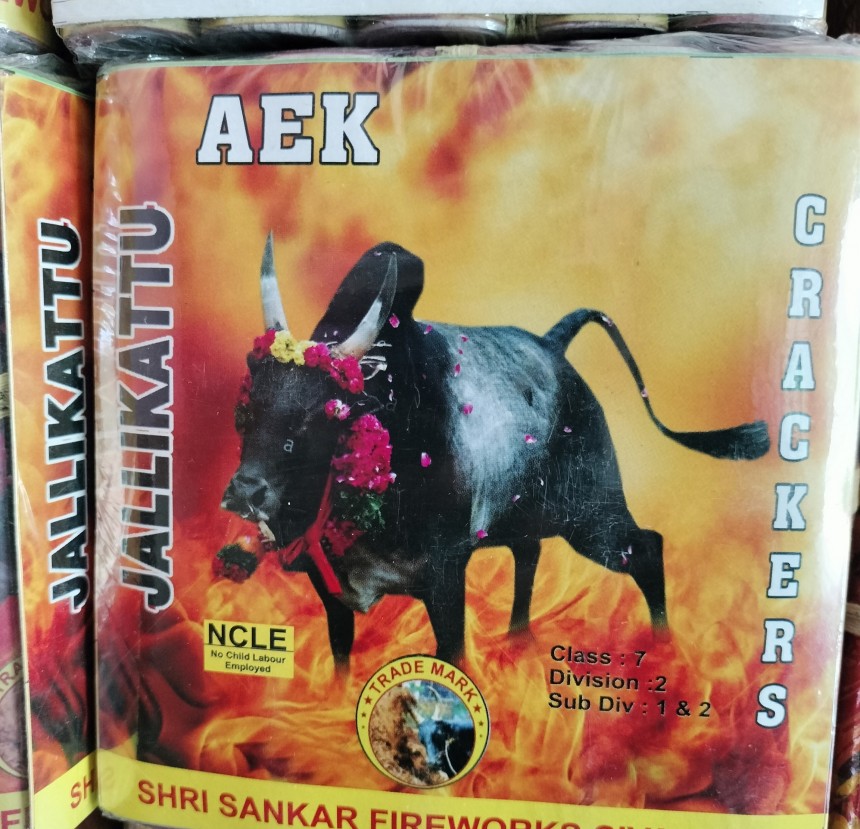 AEK
JALLIKATTU
JALLIKATTU
CRACKERS
NCLE
No Child Labour
Employed
Class : 7
Division :2
Sub Div : 1 & 2
TRADE MARK
SHRI SANKAR FIREWORKS